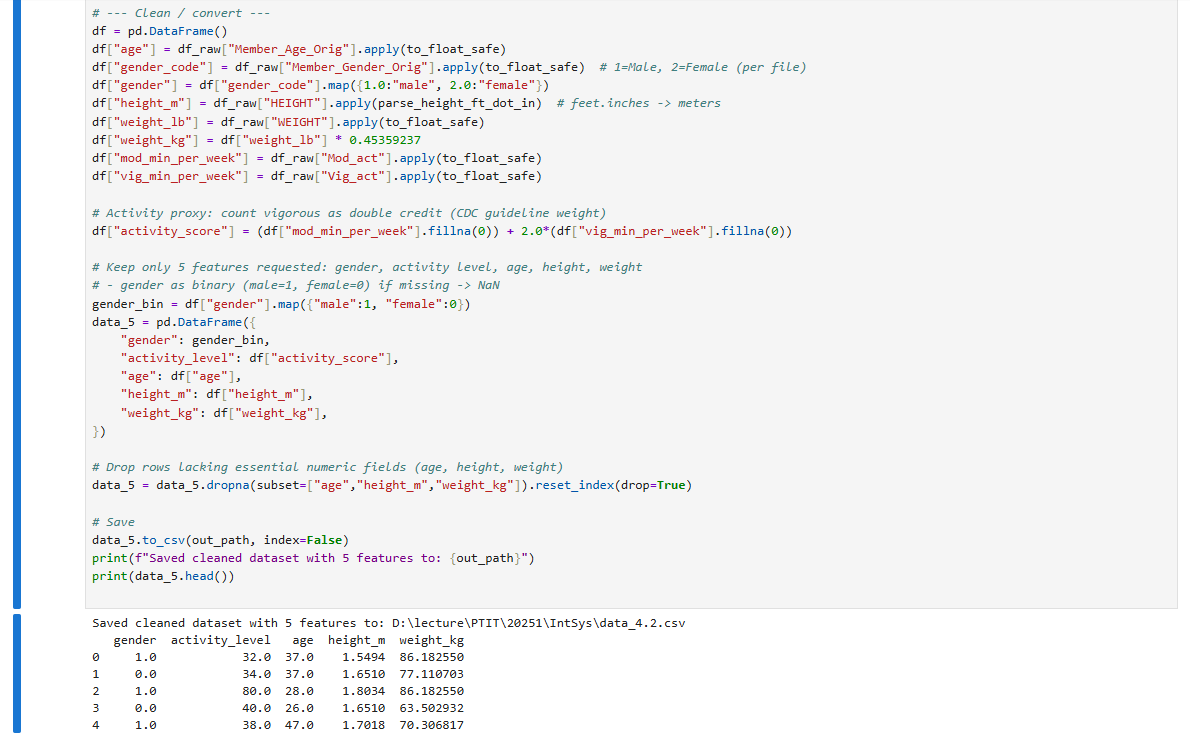 # --- Clean / convert ---
df = pd.DataFrame()
df["age"] = df_raw["Member_Age_Orig"].apply(to_float_safe)
df["gender_code"] = df_raw["Member_Gender_Orig"].apply(to_float_safe)  # 1=Male, 2=Female (per file)
df["gender"] = df["gender_code"].map({1.0:"male", 2.0:"female"})
df["height_m"] = df_raw["HEIGHT"].apply(parse_height_ft_dot_in)  # feet.inches -> meters
df["weight_lb"] = df_raw["WEIGHT"].apply(to_float_safe)
df["weight_kg"] = df["weight_lb"] * 0.45359237
df["mod_min_per_week"] = df_raw["Mod_act"].apply(to_float_safe)
df["vig_min_per_week"] = df_raw["Vig_act"].apply(to_float_safe)

# Activity proxy: count vigorous as double credit (CDC guideline weight)
df["activity_score"] = (df["mod_min_per_week"].fillna(0)) + 2.0*(df["vig_min_per_week"].fillna(0))

# Keep only 5 features requested: gender, activity level, age, height, weight
# - gender as binary (male=1, female=0) if missing -> NaN
gender_bin = df["gender"].map({"male":1, "female":0})
data_5 = pd.DataFrame({
    "gender": gender_bin,
    "activity_level": df["activity_score"],
    "age": df["age"],
    "height_m": df["height_m"],
    "weight_kg": df["weight_kg"],
})

# Drop rows lacking essential numeric fields (age, height, weight)
data_5 = data_5.dropna(subset=["age","height_m","weight_kg"]).reset_index(drop=True)

# Save
data_5.to_csv(out_path, index=False)
print(f"Saved cleaned dataset with 5 features to: {out_path}")
print(data_5.head())

Saved cleaned dataset with 5 features to: D:\lecture\PTIT\20251\IntSys\data_4.2.csv
   gender  activity_level   age  height_m  weight_kg
0     1.0            32.0  37.0    1.5494  86.182550
1     0.0            34.0  37.0    1.6510  77.110703
2     1.0            80.0  28.0    1.8034  86.182550
3     0.0            40.0  26.0    1.6510  63.502932
4     1.0            38.0  47.0    1.7018  70.306817